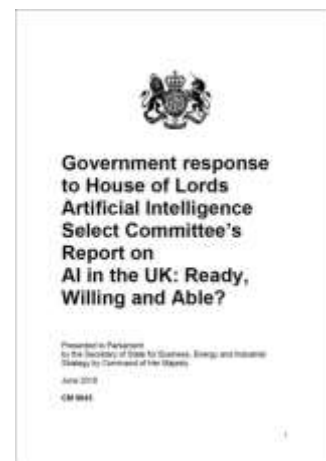 Government response
to House of Lords
Artificial Intelligence
Select Committee's
Report on
AI in the UK: Ready,
Willing and Able?
Presented to Parliament
by the Secretary of State for Business, Energy and Industrial
Strategy by Command of Her Majesty
June 2018